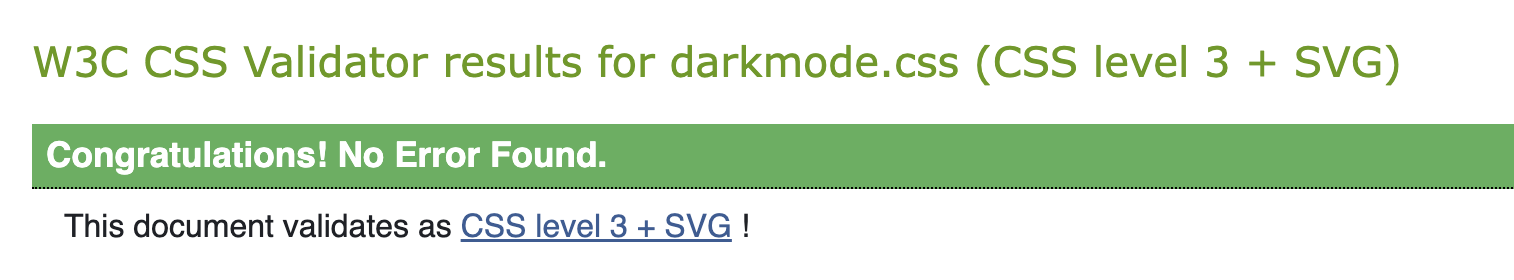 W3C CSS Validator results for darkmode.css (CSS level 3 + SVG)
Congratulations! No Error Found.
This document validates as CSS level 3 + SVG !